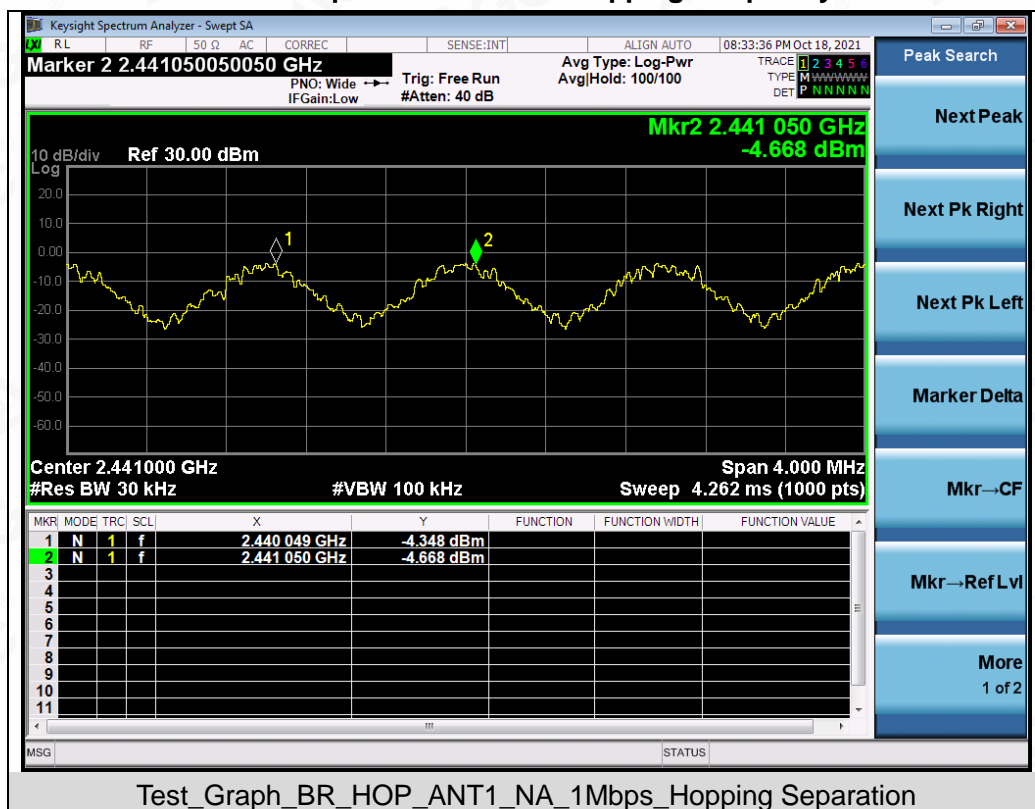 Keysight Spectrum Analyzer - Swept SA
LXI RL RF 50 Ω AC CORREC SENSE:INT ALIGN AUTO 08:33:36 PM Oct 18, 2021
Marker 2 2.441050050050 GHz
PNO: Wide
IFGain:Low
Trig: Free Run
#Atten: 40 dB
Avg Type: Log-Pwr
Avg|Hold: 100/100
TRACE 1 2 3 4 5 6
TYPE M WWWWW
DET P N N N N N
Mkr2 2.441 050 GHz
-4.668 dBm
10 dB/div Ref 30.00 dBm
Log
20.0
10.0
0.00
-10.0
-20.0
-30.0
-40.0
-50.0
-60.0
1
2
Center 2.441000 GHz Span 4.000 MHz
#Res BW 30 kHz #VBW 100 kHz Sweep 4.262 ms (1000 pts)
MKR MODE TRC SCL X Y FUNCTION FUNCTION WIDTH FUNCTION VALUE
1 N 1 f 2.440 049 GHz -4.348 dBm
2 N 1 f 2.441 050 GHz -4.668 dBm
3
4
5
6
7
8
9
10
11
MSG STATUS
Peak Search
Next Peak
Next Pk Right
Next Pk Left
Marker Delta
Mkr→CF
Mkr→Ref Lvl
More
1 of 2
Test_Graph_BR_HOP_ANT1_NA_1Mbps_Hopping Separation